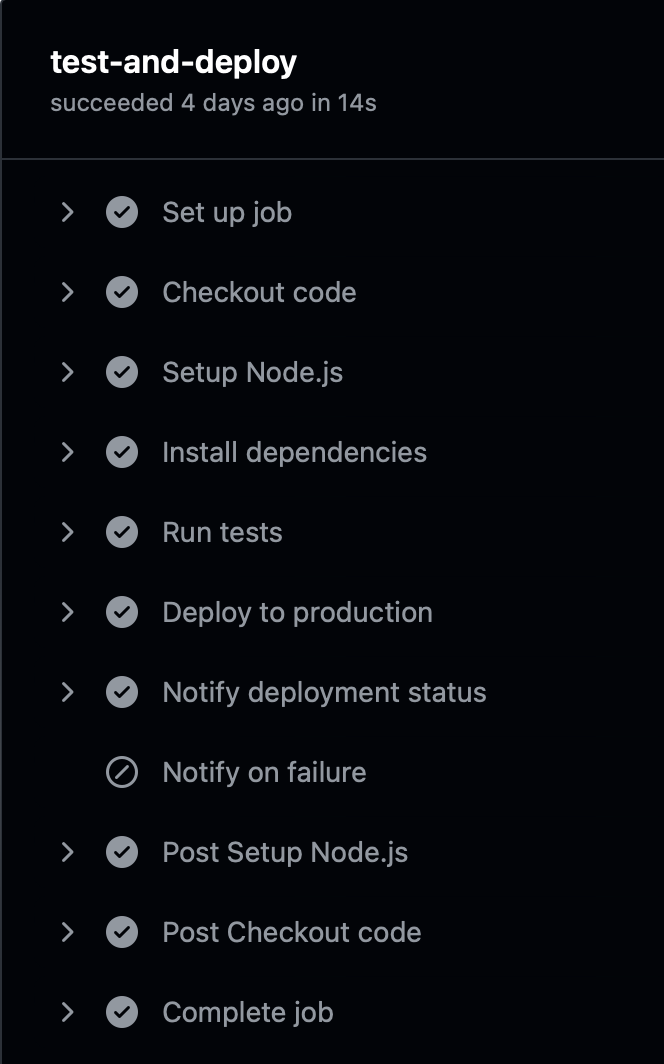 test-and-deploy
succeeded 4 days ago in 14s
Set up job
Checkout code
Setup Node.js
Install dependencies
Run tests
Deploy to production
Notify deployment status
Notify on failure
Post Setup Node.js
Post Checkout code
Complete job